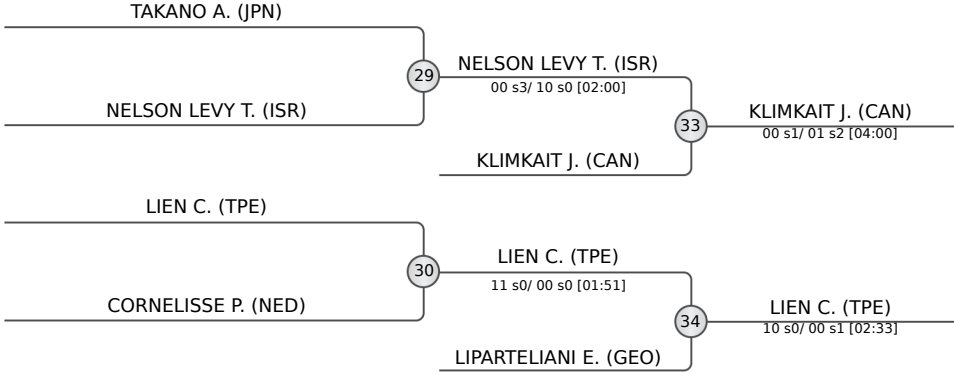 TAKANO A. (JPN)
29
NELSON LEVY T. (ISR)
00 s3/ 10 s0 [02:00]
NELSON LEVY T. (ISR)
33
KLIMKAIT J. (CAN)
00 s1/ 01 s2 [04:00]
KLIMKAIT J. (CAN)
LIEN C. (TPE)
30
LIEN C. (TPE)
11 s0/ 00 s0 [01:51]
CORNELISSE P. (NED)
34
LIEN C. (TPE)
10 s0/ 00 s1 [02:33]
LIPARTELIANI E. (GEO)